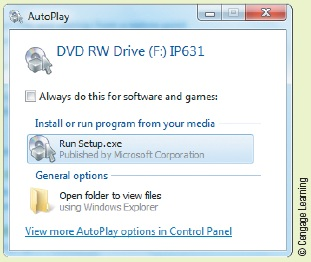 AutoPlay
DVD RW Drive (F:) IP631
Always do this for software and games:
Install or run program from your media
Run Setup.exe
Published by Microsoft Corporation
General options
Open folder to view files
using Windows Explorer
View more AutoPlay options in Control Panel
© Cengage Learning